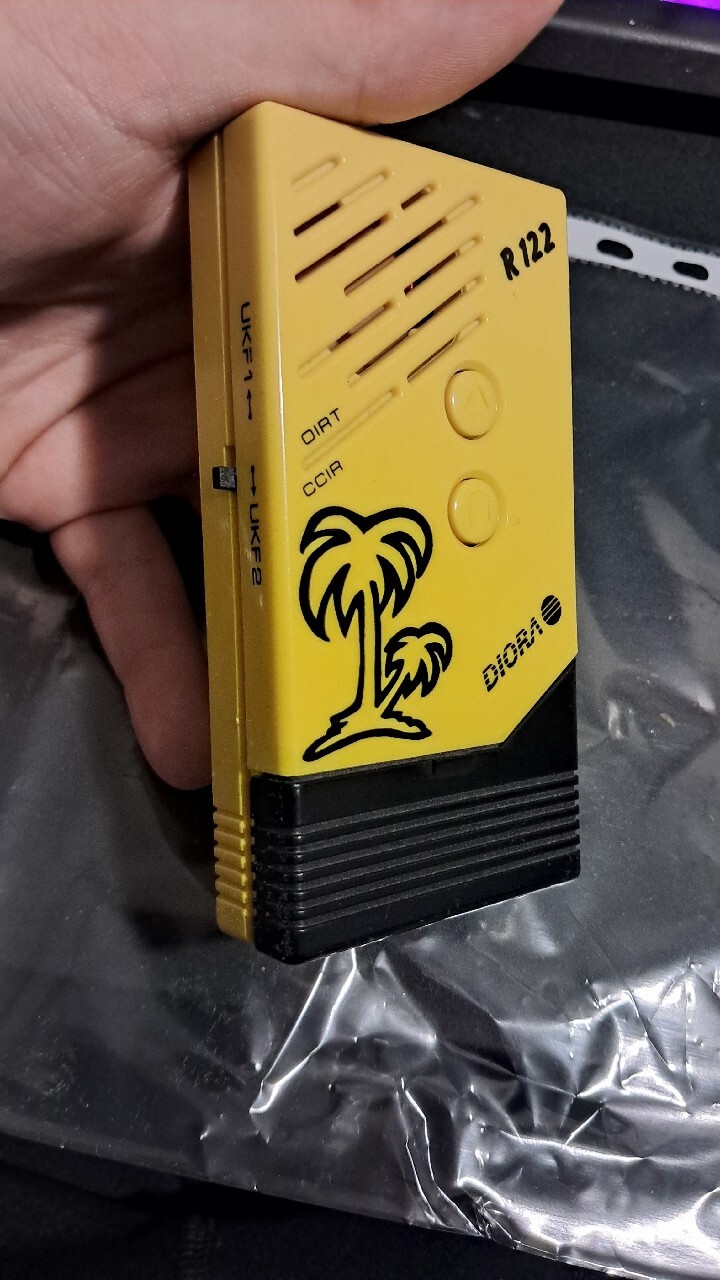 R 122
UKF1 ↔
OIRT
CCIR
↔ UKF2
DIORA